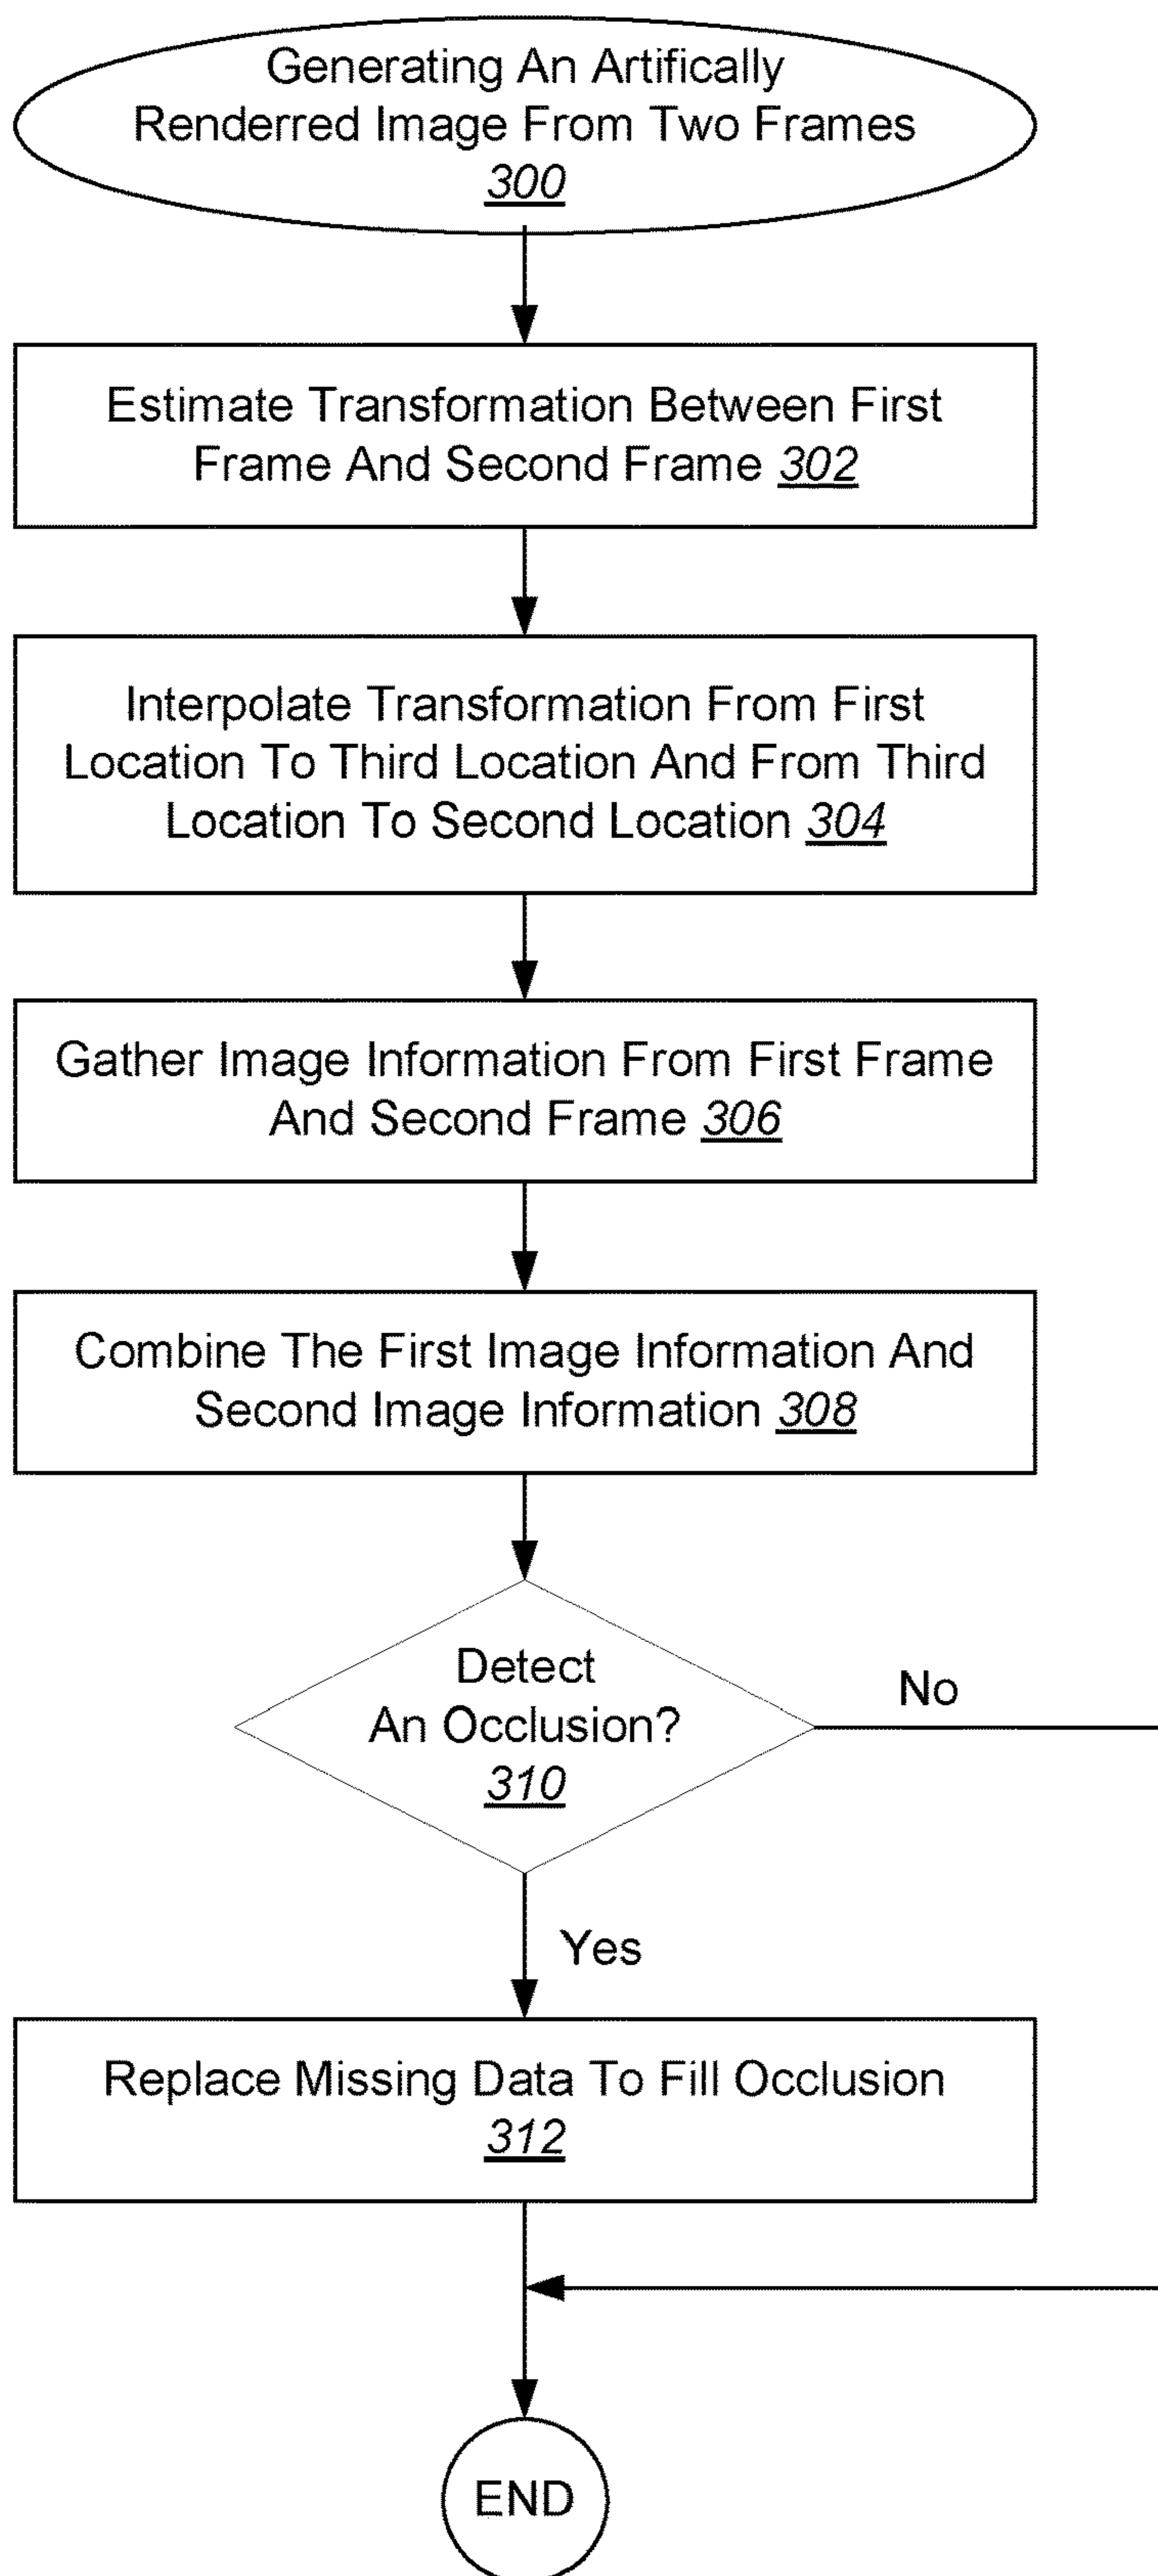 Generating An Artifically
Renderred Image From Two Frames
300
Estimate Transformation Between First
Frame And Second Frame 302
Interpolate Transformation From First
Location To Third Location And From Third
Location To Second Location 304
Gather Image Information From First Frame
And Second Frame 306
Combine The First Image Information And
Second Image Information 308
Detect
An Occlusion?
310
No
Yes
Replace Missing Data To Fill Occlusion
312
END